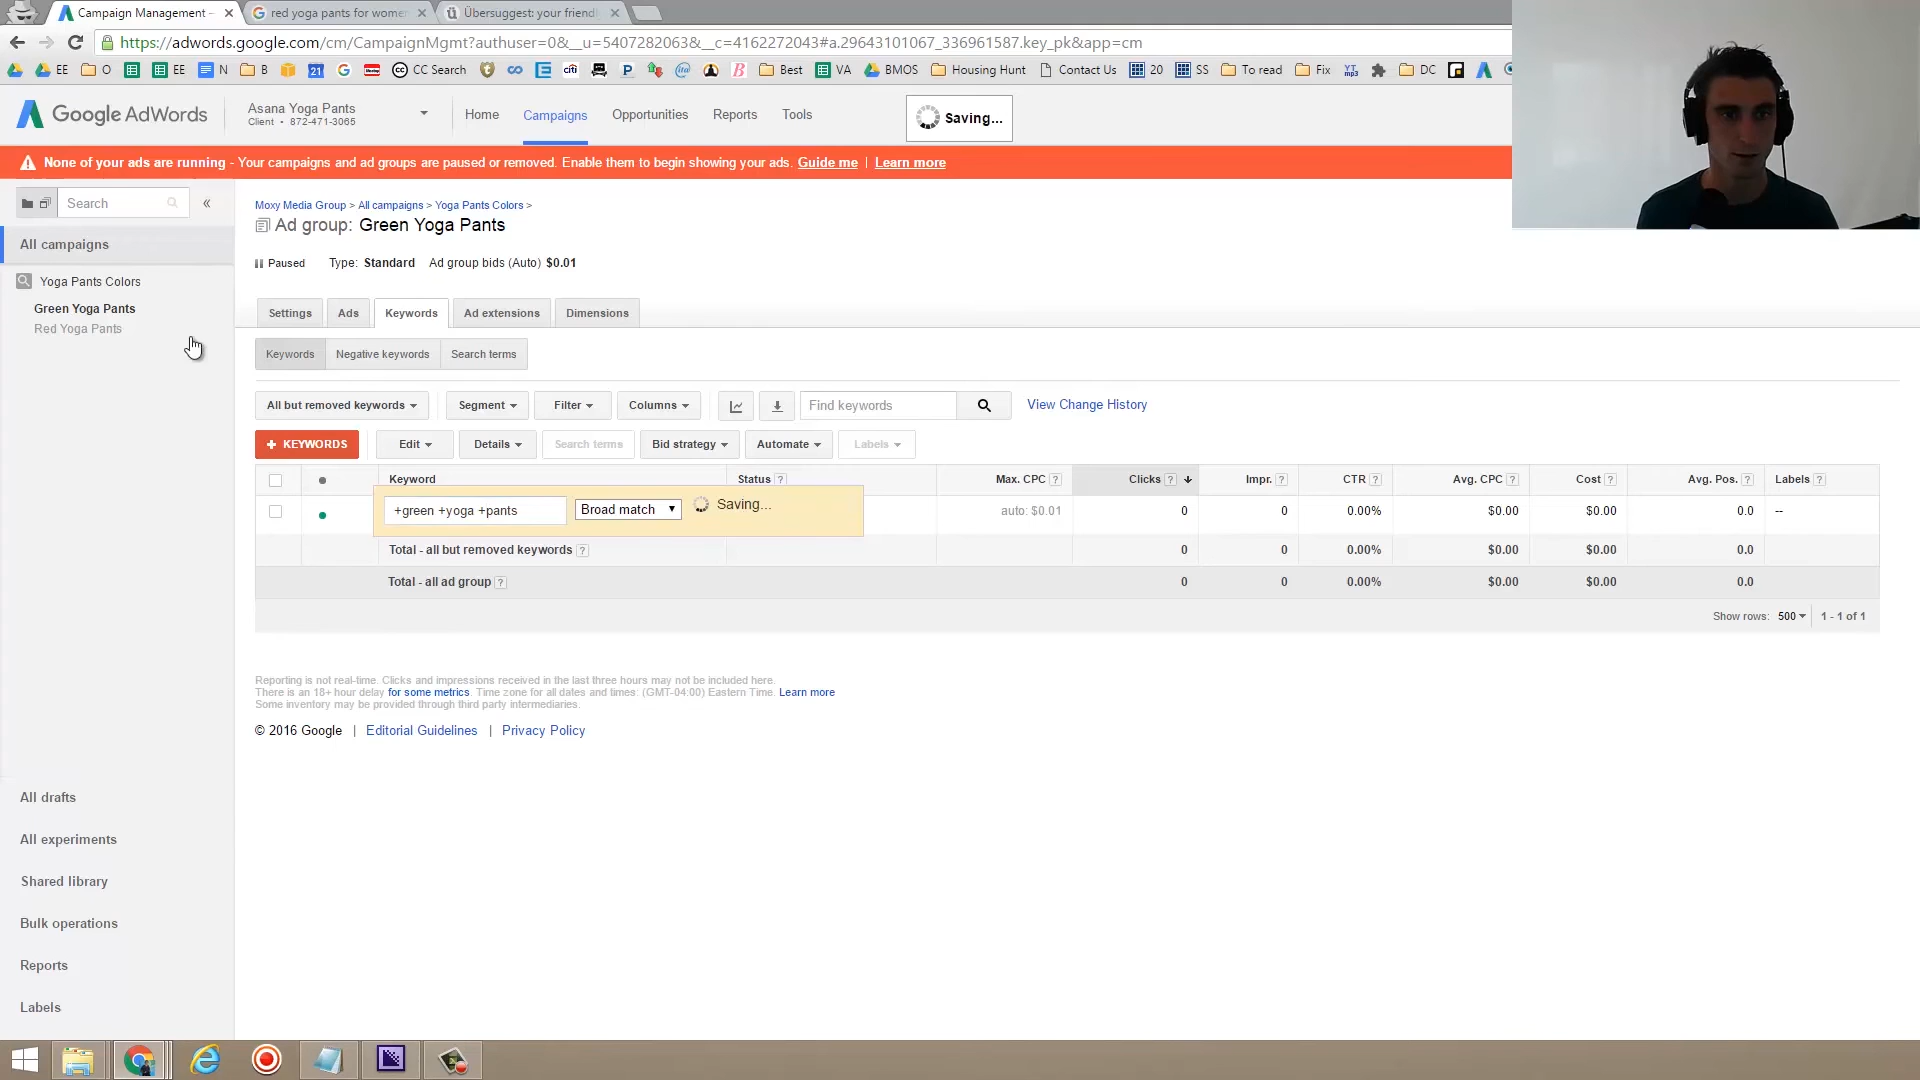 Campaign Management -
red yoga pants for women
Übersuggest: your friendl
https://adwords.google.com/cm/CampaignMgmt?authuser=0&__u=5407282063&__c=4162272043#a.29643101067_336961587.key_pk&app=cm
EE O EE N B 21 CC Search citi P Best VA BMOS Housing Hunt Contact Us 20 SS To read Fix DC
Google AdWords
Asana Yoga Pants
Client • 872-471-3065
Home Campaigns Opportunities Reports Tools
Saving...
None of your ads are running - Your campaigns and ad groups are paused or removed. Enable them to begin showing your ads. Guide me | Learn more
Search «
All campaigns
Yoga Pants Colors
Green Yoga Pants
Red Yoga Pants
All drafts
All experiments
Shared library
Bulk operations
Reports
Labels
Moxy Media Group > All campaigns > Yoga Pants Colors >
Ad group: Green Yoga Pants
Paused Type: Standard Ad group bids (Auto) $0.01
Settings Ads Keywords Ad extensions Dimensions
Keywords Negative keywords Search terms
All but removed keywords Segment Filter Columns Find keywords View Change History
+ KEYWORDS Edit Details Search terms Bid strategy Automate Labels
Keyword Status ? Max. CPC ? Clicks ? Impr. ? CTR ? Avg. CPC ? Cost ? Avg. Pos. ? Labels ?
+green +yoga +pants Broad match Saving... auto: $0.01 0 0 0.00% $0.00 $0.00 0.0 --
Total - all but removed keywords ? 0 0 0.00% $0.00 $0.00 0.0
Total - all ad group ? 0 0 0.00% $0.00 $0.00 0.0
Show rows: 500 1 - 1 of 1
Reporting is not real-time. Clicks and impressions received in the last three hours may not be included here.
There is an 18+ hour delay for some metrics. Time zone for all dates and times: (GMT-04:00) Eastern Time. Learn more
Some inventory may be provided through third party intermediaries.
© 2016 Google | Editorial Guidelines | Privacy Policy